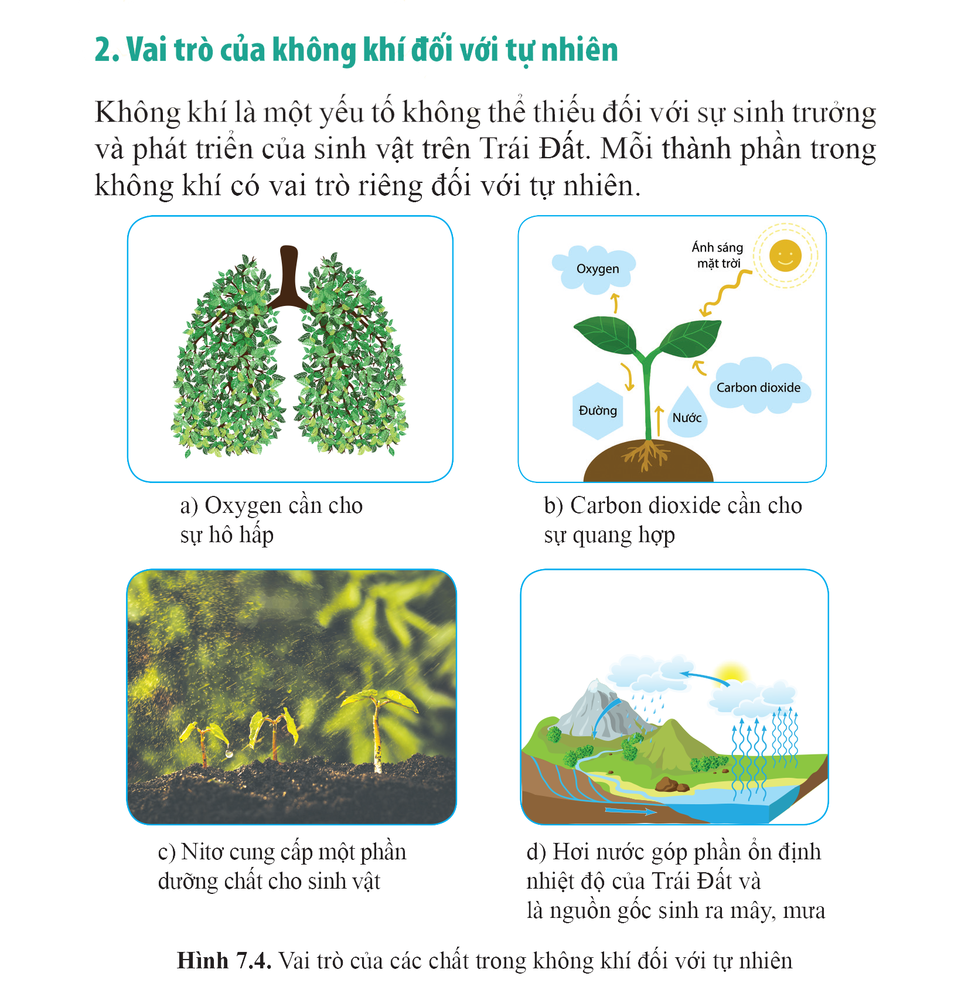 2. Vai trò của không khí đối với tự nhiên
Không khí là một yếu tố không thể thiếu đối với sự sinh trưởng
và phát triển của sinh vật trên Trái Đất. Mỗi thành phần trong
không khí có vai trò riêng đối với tự nhiên.
Oxygen
Ánh sáng
mặt trời
Carbon dioxide
Đường
Nước
a) Oxygen cần cho
sự hô hấp
b) Carbon dioxide cần cho
sự quang hợp
c) Nitơ cung cấp một phần
dưỡng chất cho sinh vật
d) Hơi nước góp phần ổn định
nhiệt độ của Trái Đất và
là nguồn gốc sinh ra mây, mưa
Hình 7.4. Vai trò của các chất trong không khí đối với tự nhiên